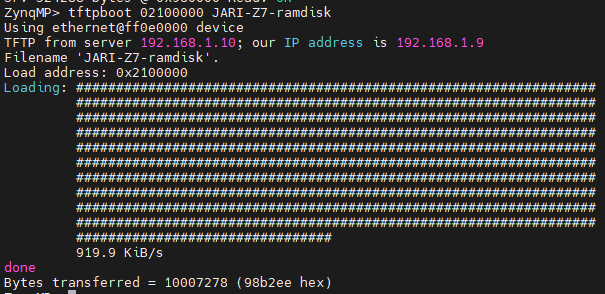 ZynqMP> tftpboot 02100000 JARI-Z7-ramdisk
Using ethernet@ff0e0000 device
TFTP from server 192.168.1.10; our IP address is 192.168.1.9
Filename 'JARI-Z7-ramdisk'.
Load address: 0x2100000
Loading: #################################################################
#################################################################
#################################################################
#################################################################
#################################################################
#################################################################
#################################################################
#################################################################
#################################################################
#################################################################
################################
919.9 KiB/s
done
Bytes transferred = 10007278 (98b2ee hex)